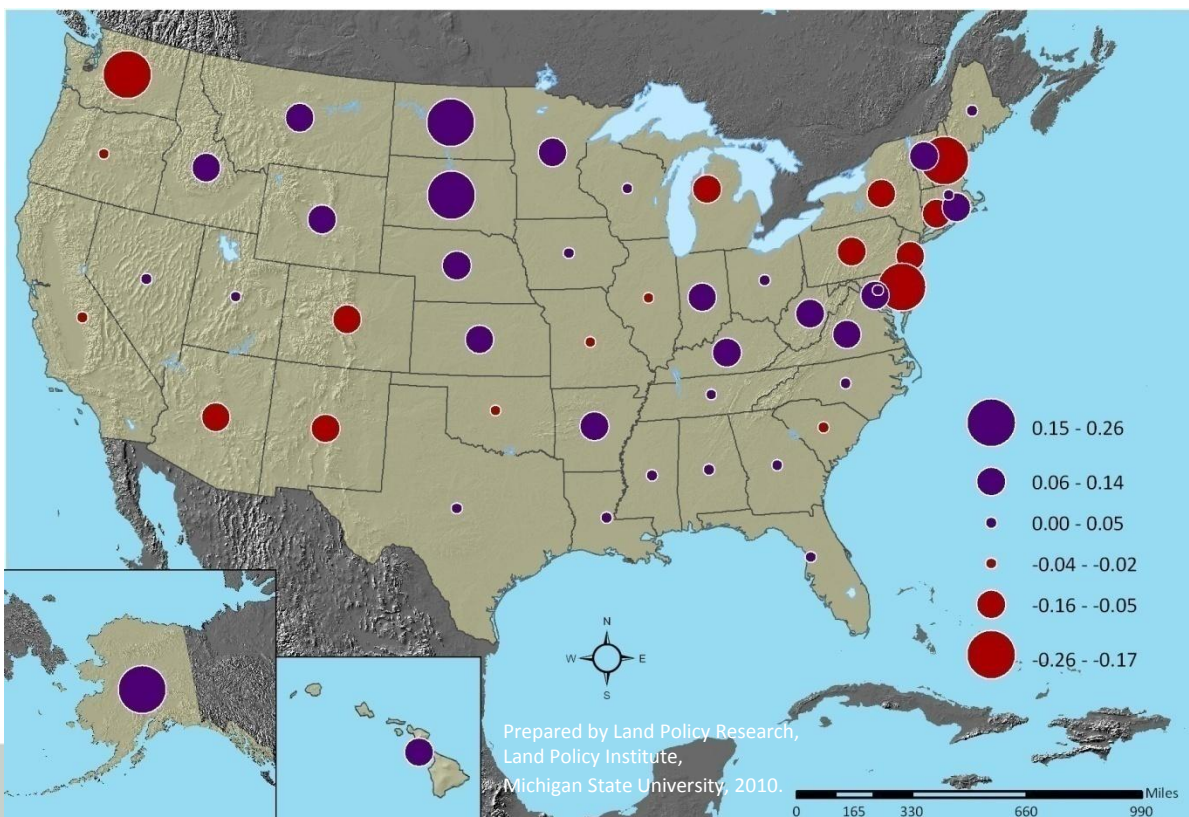 0.15 - 0.26
0.06 - 0.14
0.00 - 0.05
-0.04 - -0.02
-0.16 - -0.05
-0.26 - -0.17
N
W E
S
Prepared by Land Policy Research,
Land Policy Institute,
Michigan State University, 2010.
Miles
0 165 330 660 990